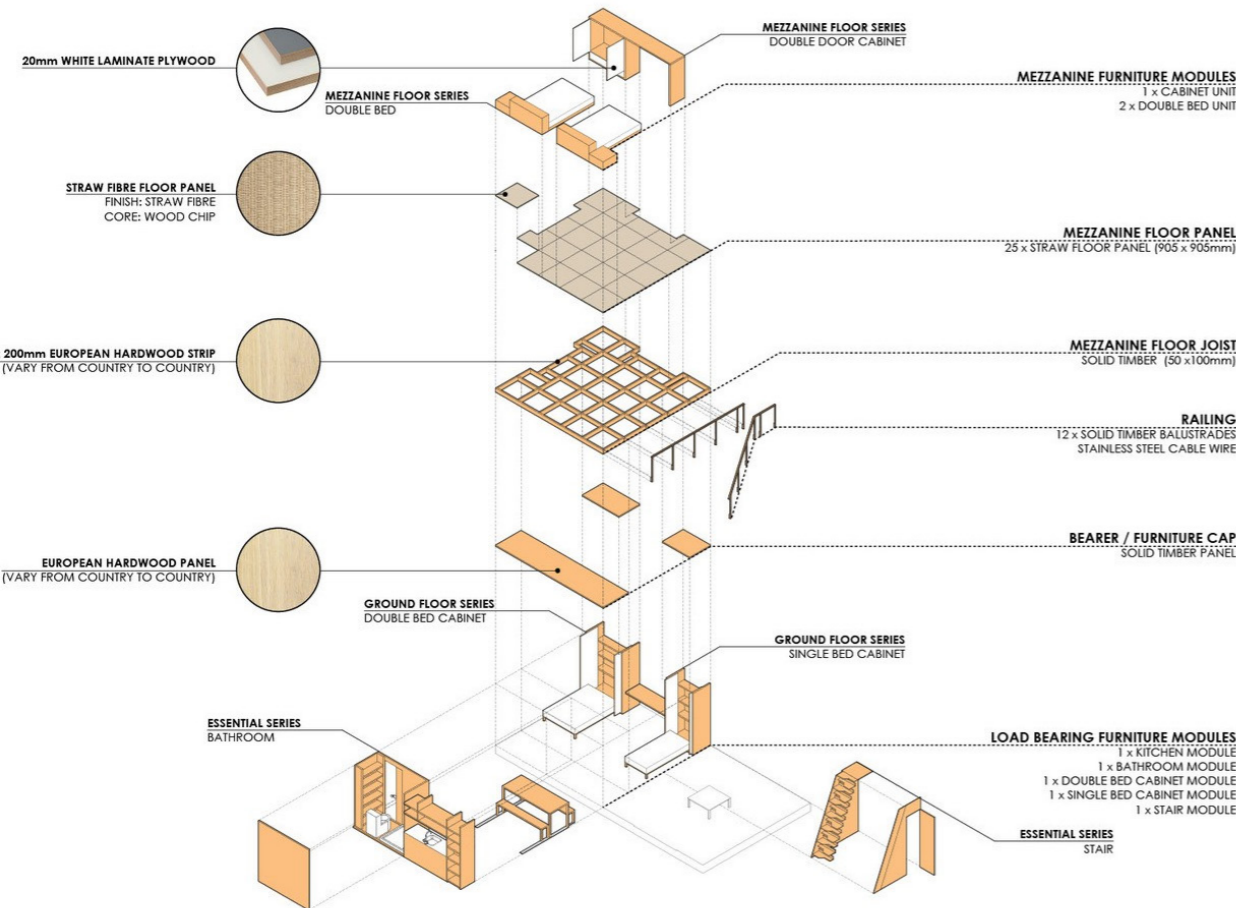 MEZZANINE FLOOR SERIES
DOUBLE DOOR CABINET
20mm WHITE LAMINATE PLYWOOD
MEZZANINE FLOOR SERIES
DOUBLE BED
MEZZANINE FURNITURE MODULES
1 x CABINET UNIT
2 x DOUBLE BED UNIT
STRAW FIBRE FLOOR PANEL
FINISH: STRAW FIBRE
CORE: WOOD CHIP
MEZZANINE FLOOR PANEL
25 x STRAW FLOOR PANEL (905 x 905mm)
200mm EUROPEAN HARDWOOD STRIP
(VARY FROM COUNTRY TO COUNTRY)
MEZZANINE FLOOR JOIST
SOLID TIMBER (50 x100mm)
RAILING
12 x SOLID TIMBER BALUSTRADES
STAINLESS STEEL CABLE WIRE
BEARER / FURNITURE CAP
SOLID TIMBER PANEL
EUROPEAN HARDWOOD PANEL
(VARY FROM COUNTRY TO COUNTRY)
GROUND FLOOR SERIES
DOUBLE BED CABINET
GROUND FLOOR SERIES
SINGLE BED CABINET
ESSENTIAL SERIES
BATHROOM
LOAD BEARING FURNITURE MODULES
1 x KITCHEN MODULE
1 x BATHROOM MODULE
1 x DOUBLE BED CABINET MODULE
1 x SINGLE BED CABINET MODULE
1 x STAIR MODULE
ESSENTIAL SERIES
STAIR